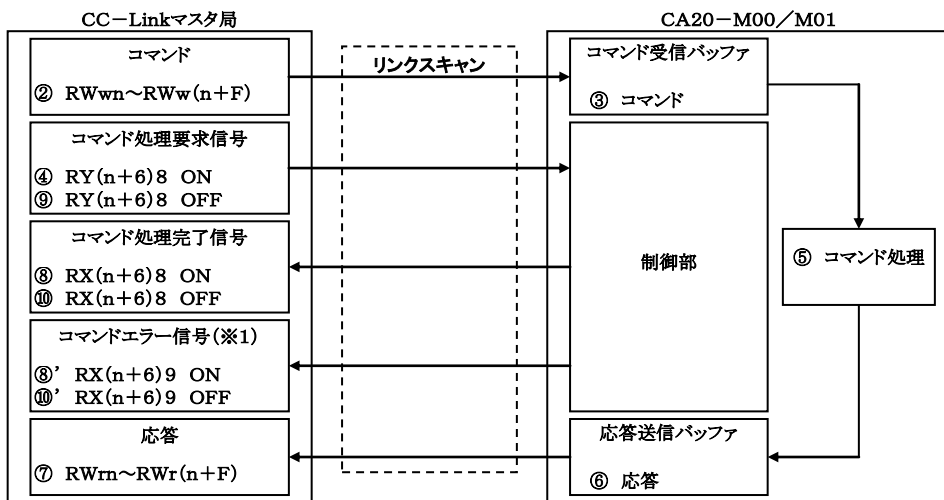 CC－Linkマスタ局
コマンド
② RWwn～RWw(n＋F)
コマンド処理要求信号
④ RY(n＋6)8 ON
⑨ RY(n＋6)8 OFF
コマンド処理完了信号
⑧ RX(n＋6)8 ON
⑩ RX(n＋6)8 OFF
コマンドエラー信号(※1)
⑧’ RX(n＋6)9 ON
⑩’ RX(n＋6)9 OFF
応答
⑦ RWrn～RWr(n＋F)
リンクスキャン
CA20－M00／M01
コマンド受信バッファ
③ コマンド
制御部
⑤ コマンド処理
応答送信バッファ
⑥ 応答